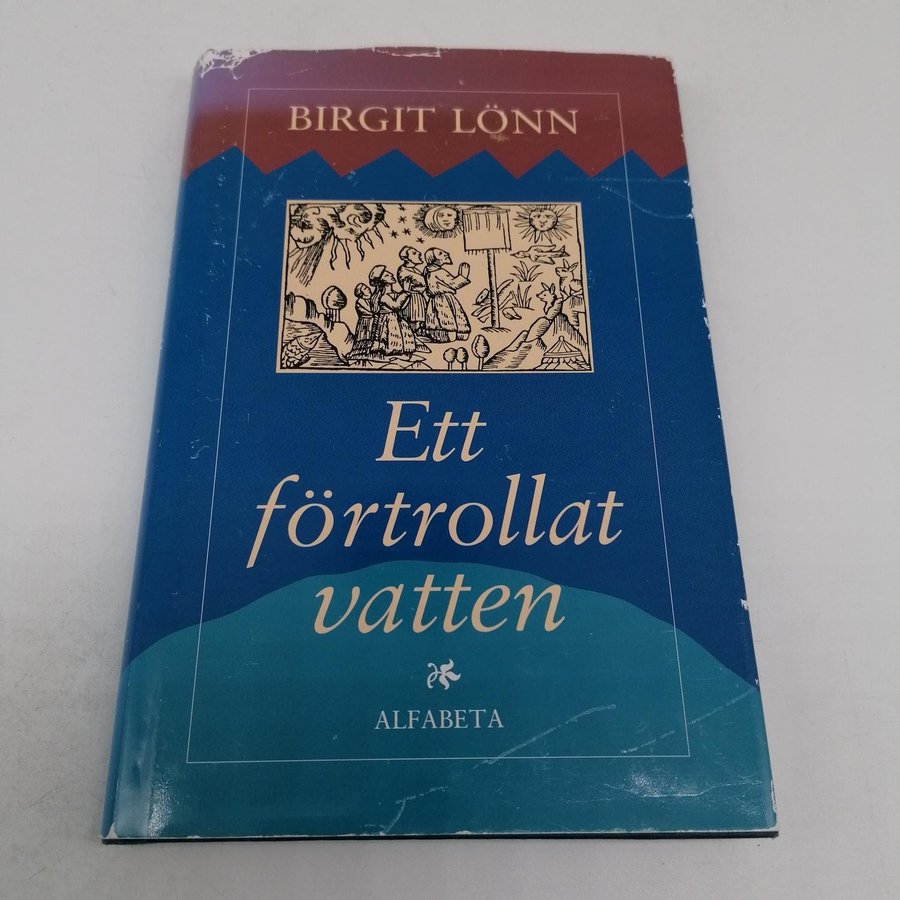 BIRGIT LÖNN
Ett
förtrollat
vatten
ALFABETA